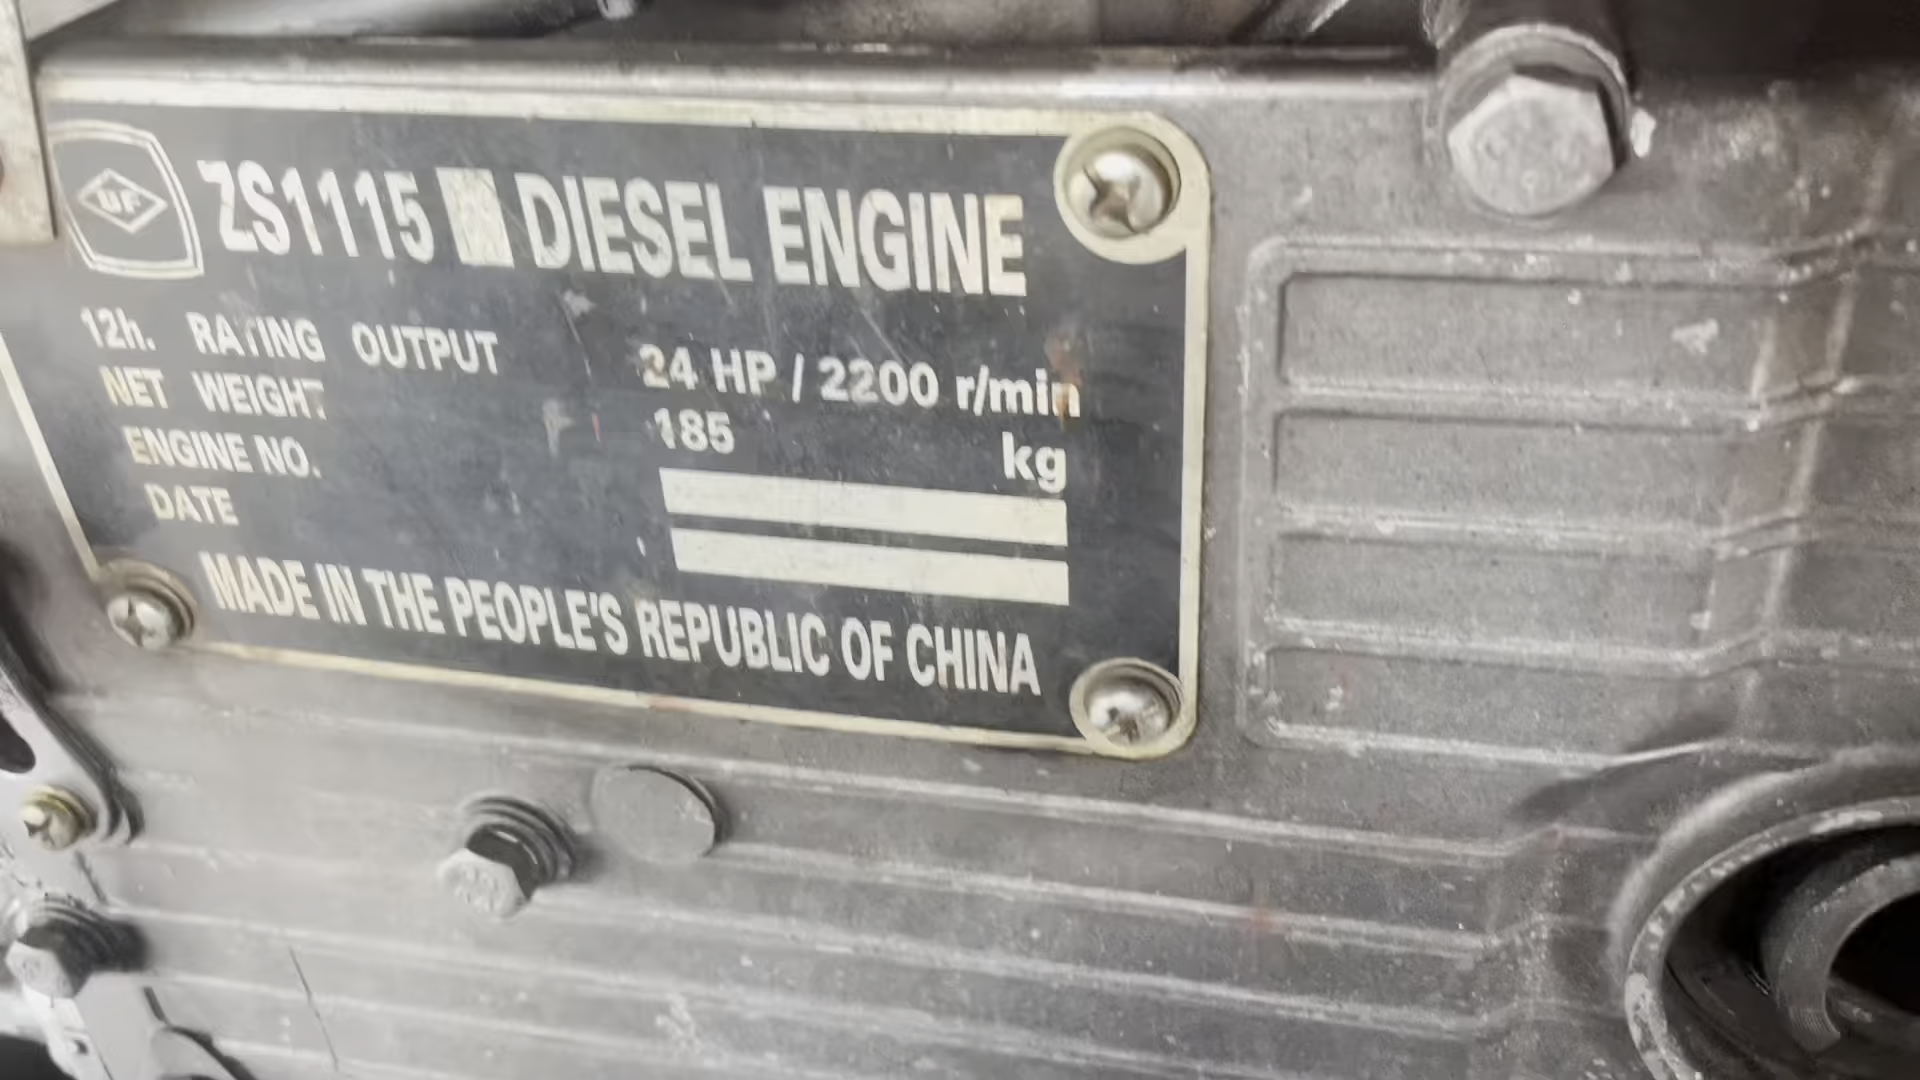 ZS1115 DIESEL ENGINE
12h. RATING OUTPUT 24 HP / 2200 r/min
NET WEIGHT 185 kg
ENGINE NO.
DATE
MADE IN THE PEOPLE'S REPUBLIC OF CHINA